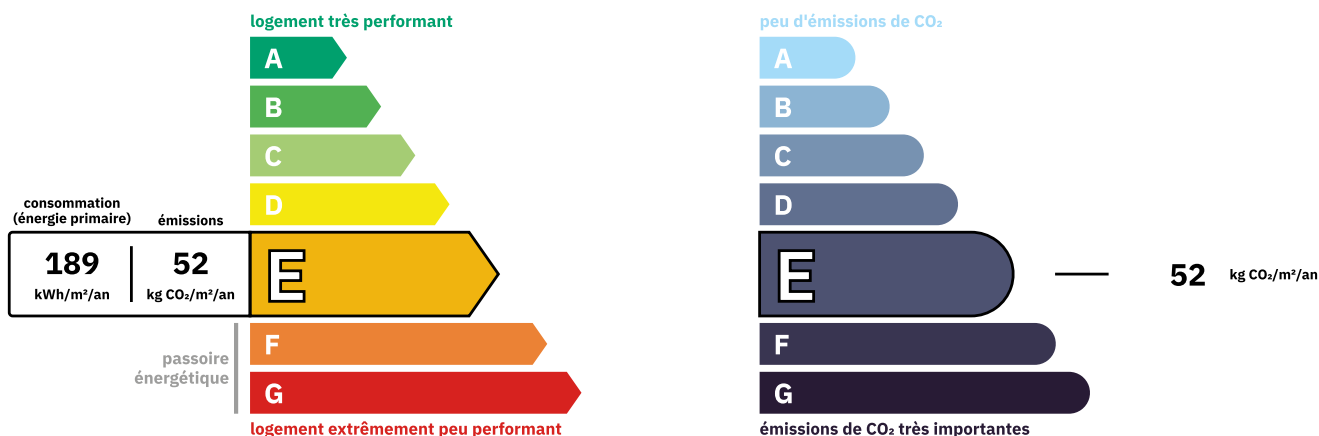 logement très performant
A
B
C
D
consommation
(énergie primaire)
émissions
189
52
kWh/m²/an
kg CO₂/m²/an
E
passoire
énergétique
F
G
logement extrêmement peu performant
peu d'émissions de CO₂
A
B
C
D
E
52
kg CO₂/m²/an
F
G
émissions de CO₂ très importantes